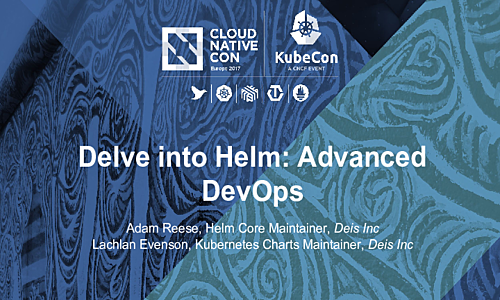 CLOUD
NATIVE
CON
Europe 2017
KubeCon
A CNCF EVENT
Delve into Helm: Advanced
DevOps
Adam Reese, Helm Core Maintainer, Deis Inc
Lachlan Evenson, Kubernetes Charts Maintainer, Deis Inc